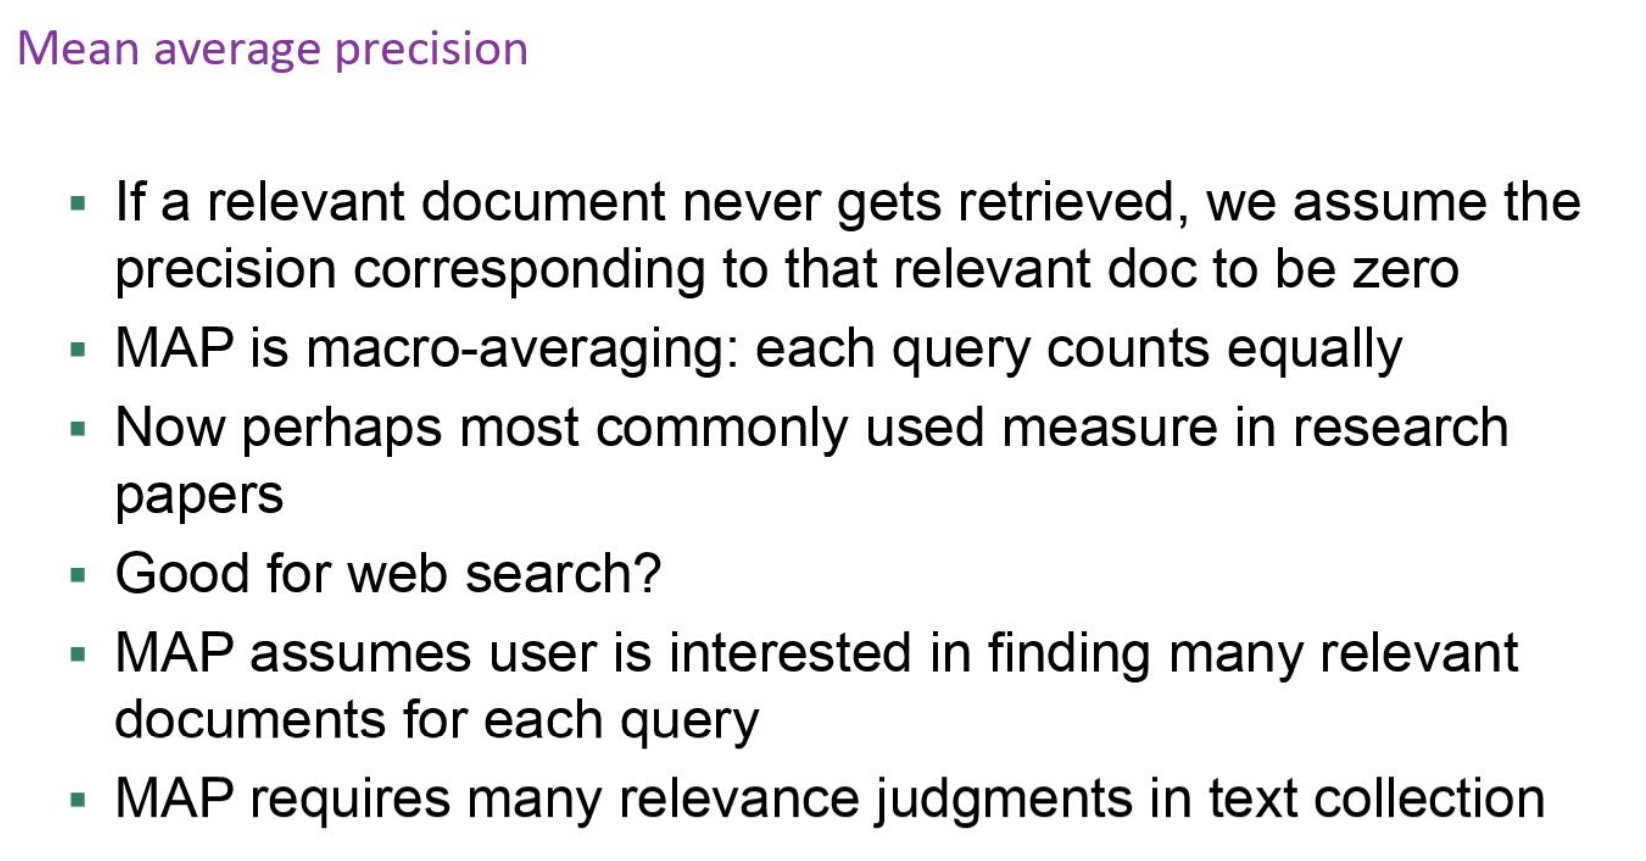 Mean average precision
If a relevant document never gets retrieved, we assume the
precision corresponding to that relevant doc to be zero
MAP is macro-averaging: each query counts equally
Now perhaps most commonly used measure in research
papers
Good for web search?
MAP assumes user is interested in finding many relevant
documents for each query
MAP requires many relevance judgments in text collection